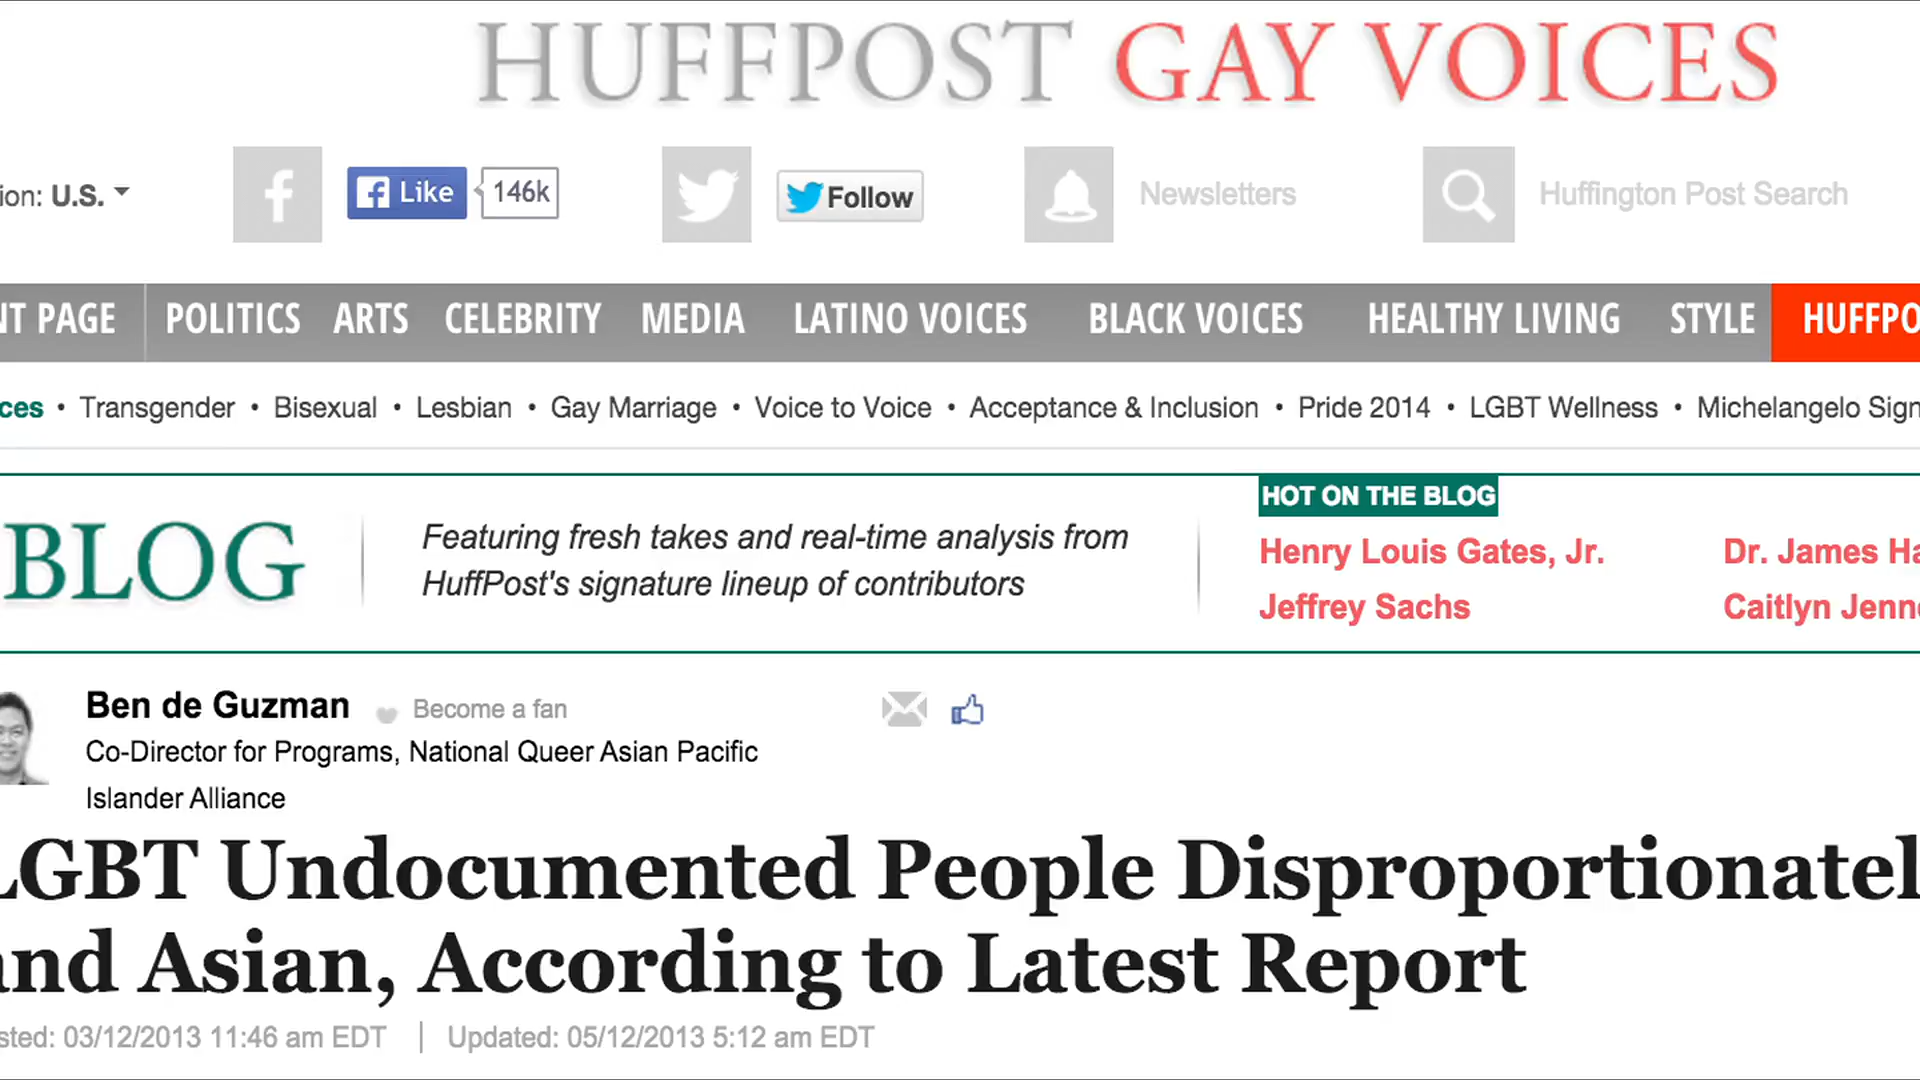 HUFFPOST GAY VOICES
ion: U.S.
Like 146k
Follow
Newsletters
Huffington Post Search
NT PAGE POLITICS ARTS CELEBRITY MEDIA LATINO VOICES BLACK VOICES HEALTHY LIVING STYLE HUFFPO
ces • Transgender • Bisexual • Lesbian • Gay Marriage • Voice to Voice • Acceptance & Inclusion • Pride 2014 • LGBT Wellness • Michelangelo Sign
BLOG
Featuring fresh takes and real-time analysis from
HuffPost's signature lineup of contributors
HOT ON THE BLOG
Henry Louis Gates, Jr. Dr. James Ha
Jeffrey Sachs Caitlyn Jenne
Ben de Guzman Become a fan
Co-Director for Programs, National Queer Asian Pacific
Islander Alliance
LGBT Undocumented People Disproportionatel
and Asian, According to Latest Report
sted: 03/12/2013 11:46 am EDT | Updated: 05/12/2013 5:12 am EDT